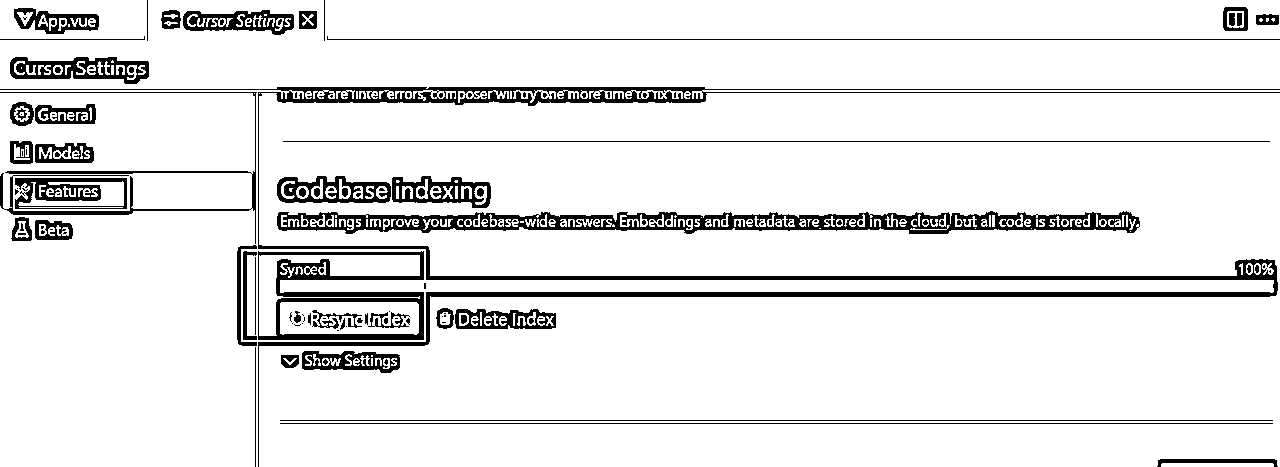 App.vue
Cursor Settings
Cursor Settings
General
Models
Features
Beta
If there are linter errors, composer will try one more time to fix them
Codebase indexing
Embeddings improve your codebase-wide answers. Embeddings and metadata are stored in the cloud, but all code is stored locally.
Synced
100%
Resync Index
Delete Index
Show Settings